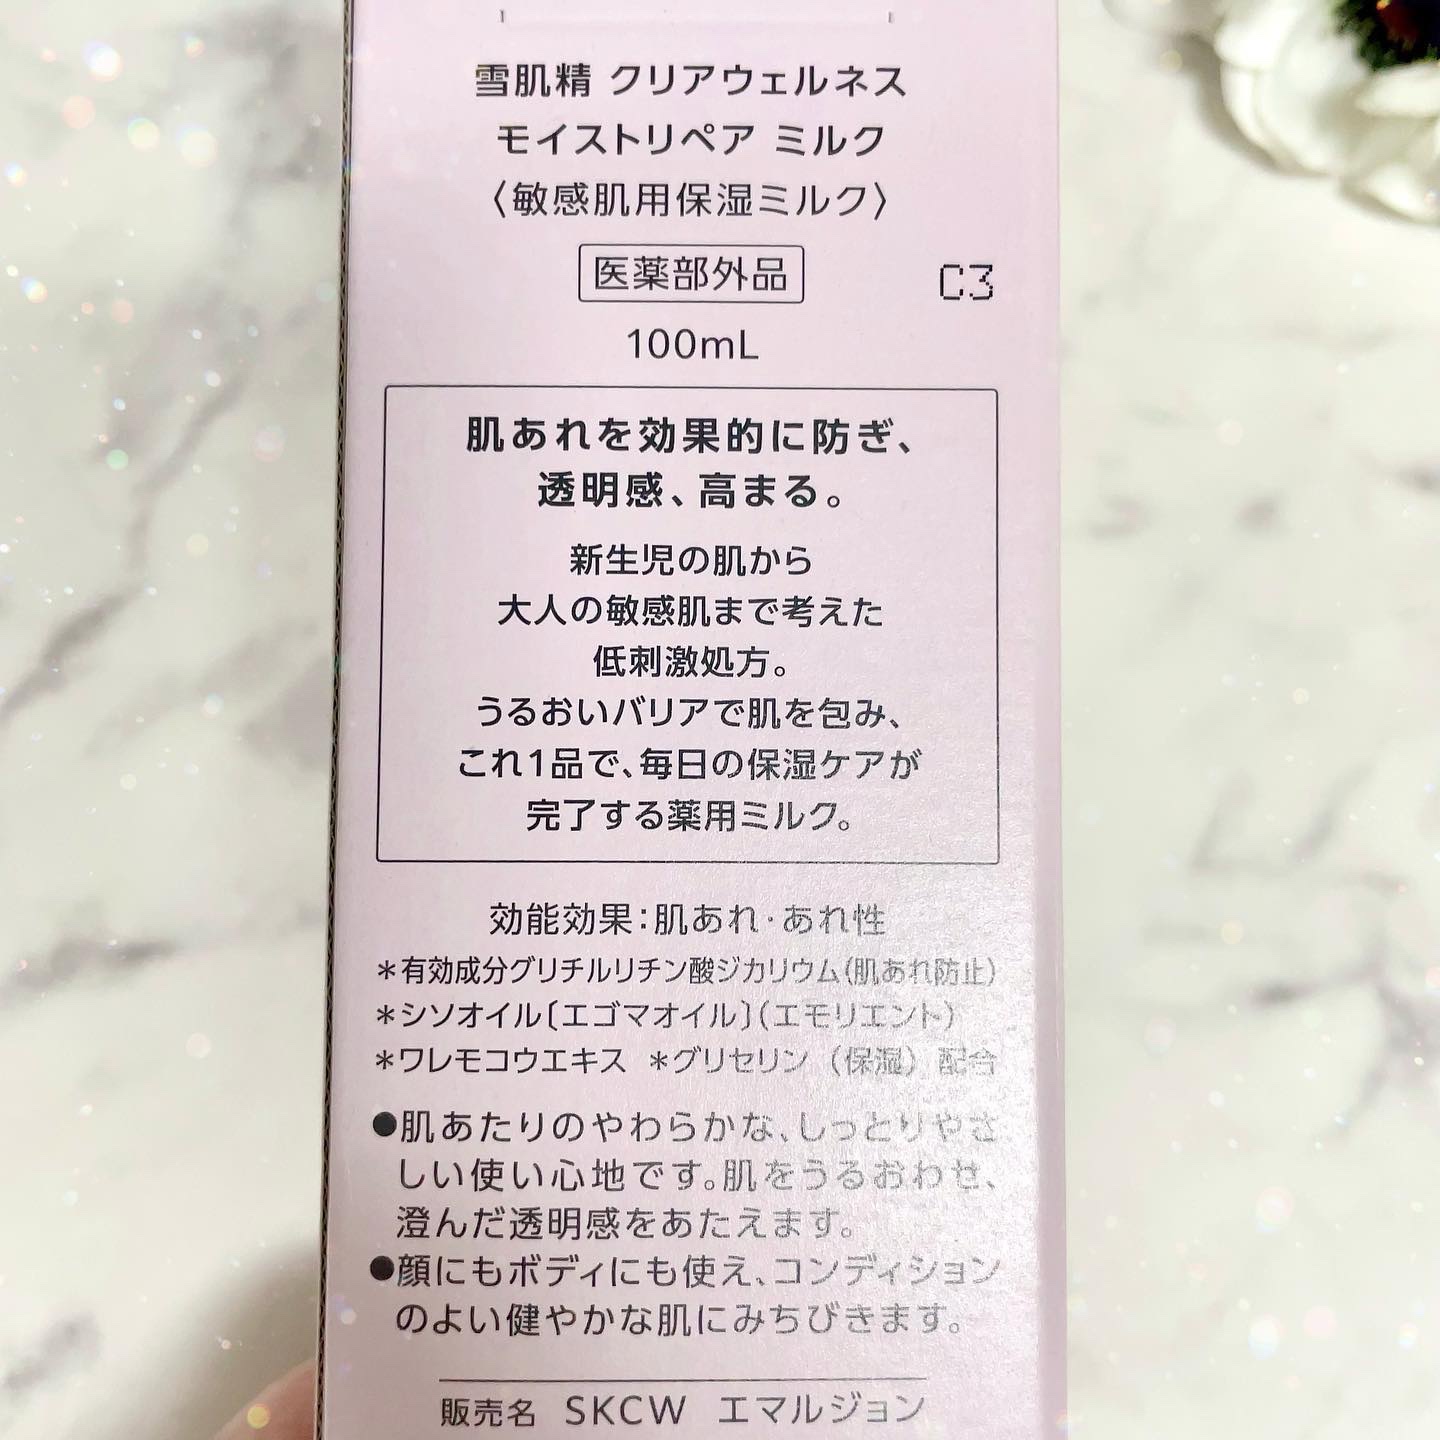 雪肌精 クリアウェルネス
モイストリペア ミルク
〈敏感肌用保湿ミルク〉
医薬部外品
C3
100mL
肌あれを効果的に防ぎ、
透明感、高まる。
新生児の肌から
大人の敏感肌まで考えた
低刺激処方。
うるおいバリアで肌を包み、
これ1品で、毎日の保湿ケアが
完了する薬用ミルク。
効能効果：肌あれ・あれ性
＊有効成分グリチルリチン酸ジカリウム（肌あれ防止）
＊シソオイル〔エゴマオイル〕（エモリエント）
＊ワレモコウエキス ＊グリセリン（保湿）配合
●肌あたりのやわらかな、しっとりやさ
しい使い心地です。肌をうるおわせ、
澄んだ透明感をあたえます。
●顔にもボディにも使え、コンディション
のよい健やかな肌にみちびきます。
販売名 SKCW エマルジョン